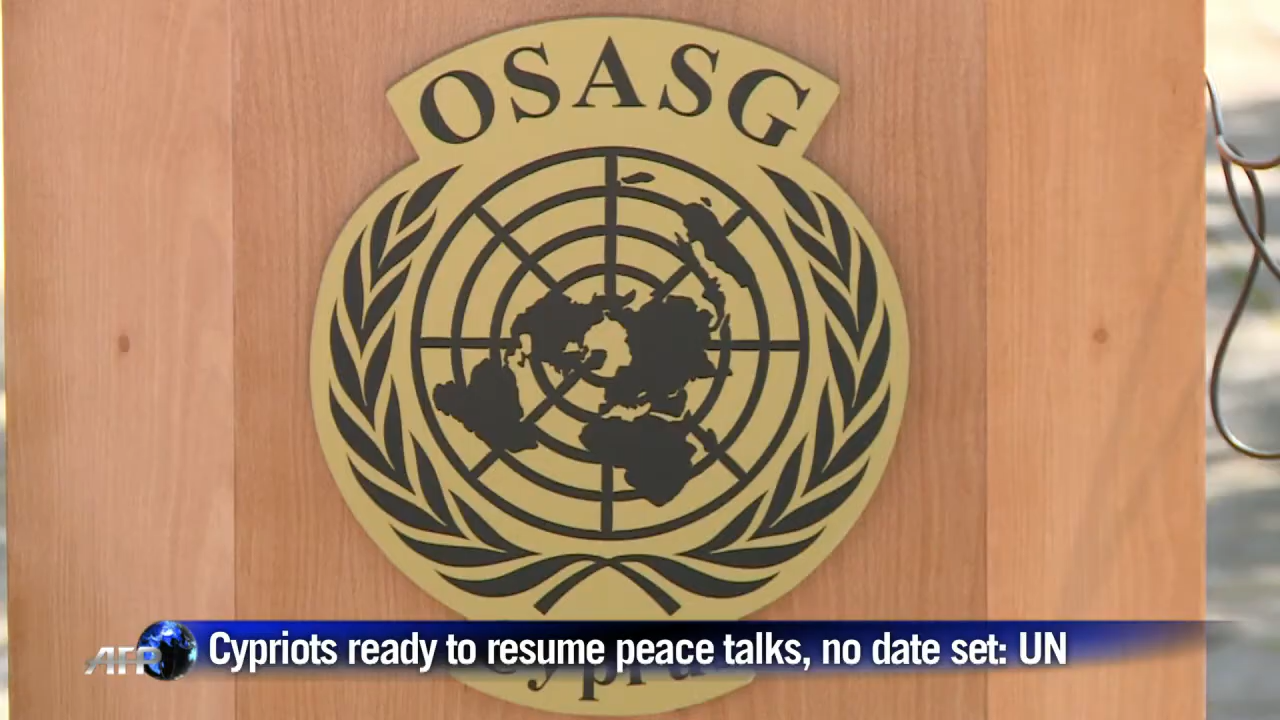 OSASG
AFP
Cypriots ready to resume peace talks, no date set: UN